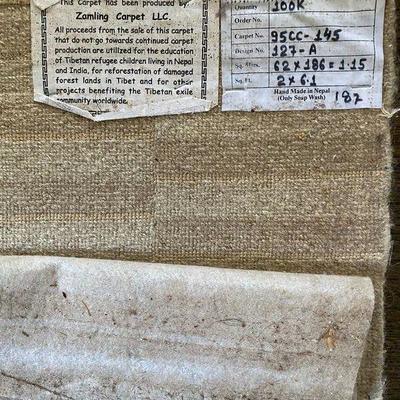 This Carpet has been produced by:
Zamling Carpet LLC.
All proceeds from the sale of this carpet
that do not go towards continued carpet
production are utilized for the education
of Tibetan refugee children living in Nepal
and India, for reforestation of damaged
forest lands in Tibet and for other
projects benefiting the Tibetan exile
community worldwide.
Quantity 100K
Order No.
Carpet No. 95CC-145
Design No. 127-A
Sq. Mtrs. 62×186=1.15
Sq. Ft. 2×6.1
Hand Made in Nepal
(Only Soap Wash) 182